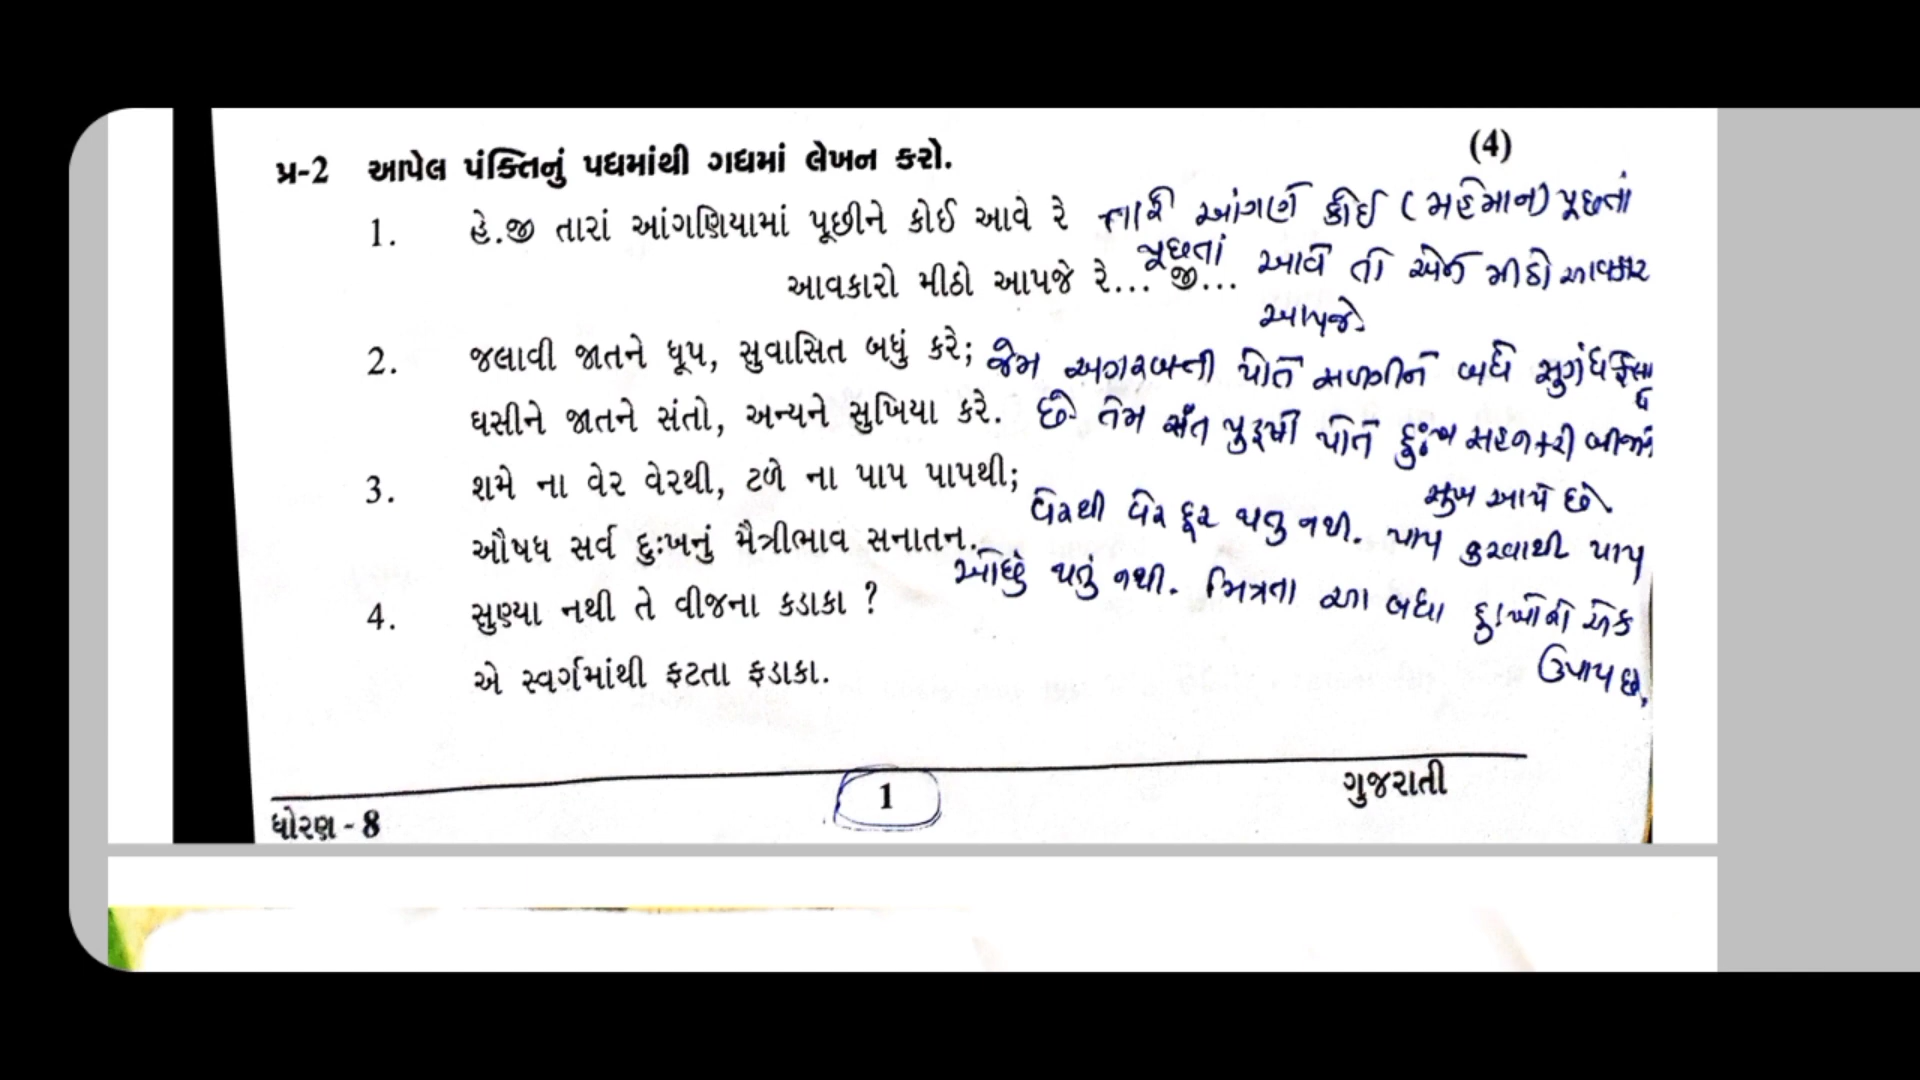 પ્ર-2 આપેલ પંક્તિનું પદ્યમાંથી ગદ્યમાં લેખન કરો. (4)
1. હે.જી તારાં આંગણિયામાં પૂછીને કોઈ આવે રે તારે આંગણે કોઈ (મહેમાન) પૂછતાં
આવકારો મીઠો આપજે રે... જી... પૂછતાં આવે તો એને મીઠો આવકાર
આપજે.
2. જલાવી જાતને ધૂપ, સુવાસિત બધું કરે; જેમ અગરબત્તી પોતે સળગીને બધે સુગંધ
ઘસીને જાતને સંતો, અન્યને સુખિયા કરે. છે તેમ સંત પુરૂષો પોતે દુઃખ સહન કરી બીજાને
સુખ આપે છે.
3. શમે ના વેર વેરથી, ટળે ના પાપ પાપથી; વેરથી વેર દૂર થતુ નથી. પાપ કરવાથી પાપ
ઔષધ સર્વ દુઃખનું મૈત્રીભાવ સનાતન. ઓછું થતું નથી. મિત્રતા આ બધા દુઃખોનો એક
ઉપાય છે.
4. સુણ્યા નથી તે વીજના કડાકા ?
એ સ્વર્ગમાંથી ફટતા ફડાકા.
ધોરણ - 8 1 ગુજરાતી